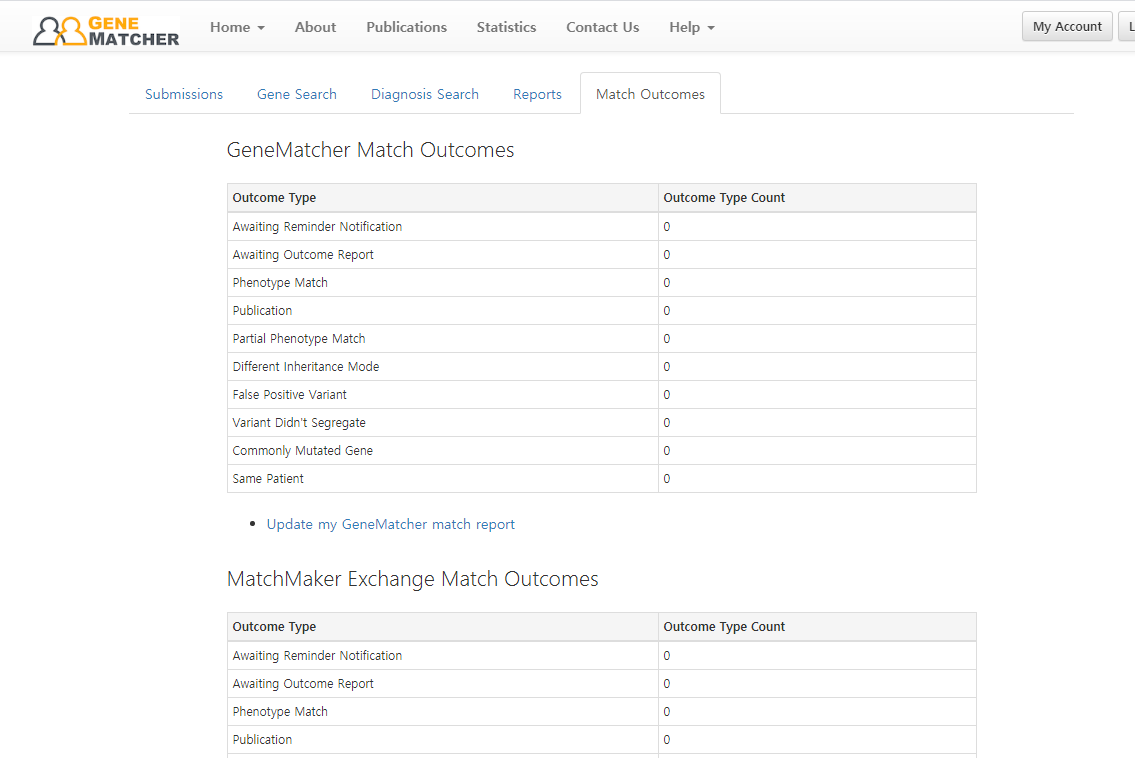 GENE
MATCHER
Home About Publications Statistics Contact Us Help My Account L
Submissions Gene Search Diagnosis Search Reports Match Outcomes
GeneMatcher Match Outcomes
Outcome Type Outcome Type Count
Awaiting Reminder Notification 0
Awaiting Outcome Report 0
Phenotype Match 0
Publication 0
Partial Phenotype Match 0
Different Inheritance Mode 0
False Positive Variant 0
Variant Didn't Segregate 0
Commonly Mutated Gene 0
Same Patient 0
• Update my GeneMatcher match report
MatchMaker Exchange Match Outcomes
Outcome Type Outcome Type Count
Awaiting Reminder Notification 0
Awaiting Outcome Report 0
Phenotype Match 0
Publication 0